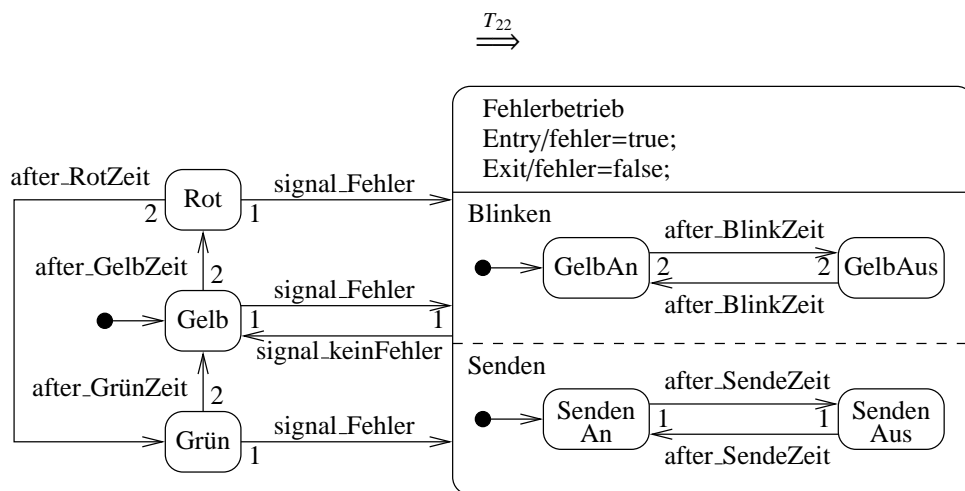 T22
Fehlerbetrieb
Entry/fehler=true;
Exit/fehler=false;
after_RotZeit
Rot
2
1
signal_Fehler
Blinken
after_BlinkZeit
GelbAn
2
2
GelbAus
after_BlinkZeit
after_GelbZeit
2
signal_Fehler
Gelb
1
1
signal_keinFehler
after_GrünZeit
2
Senden
after_SendeZeit
Senden
An
1
1
Senden
Aus
after_SendeZeit
signal_Fehler
Grün
1